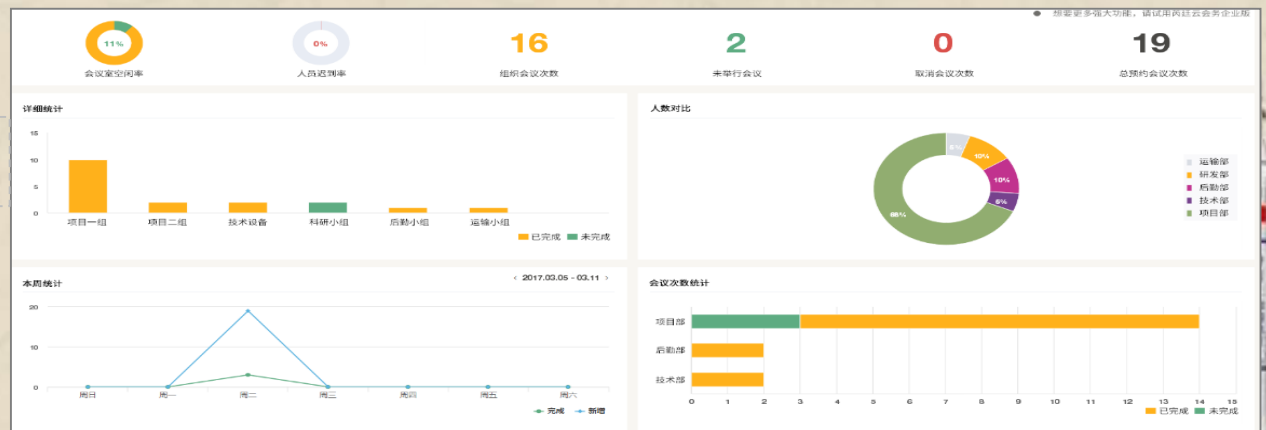 想要更多强大功能,请试用芮廷云会务企业版
11%
0%
16
2
0
19
会议室空闲率
人员迟到率
组织会议次数
未举行会议
取消会议次数
总预约会议次数
详细统计
15
10
5
0
项目一组
项目二组
技术设备
科研小组
后勤小组
运输小组
已完成
未完成
人数对比
10%
10%
6%
68%
运输部
研发部
后勤部
技术部
项目部
本周统计
‹ 2017.03.05 - 03.11 ›
20
10
0
周日
周一
周二
周三
周四
周五
周六
完成
新增
会议次数统计
项目部
后勤部
技术部
0 1 2 3 4 5 6 7 8 9 10 11 12 13 14 15
已完成
未完成